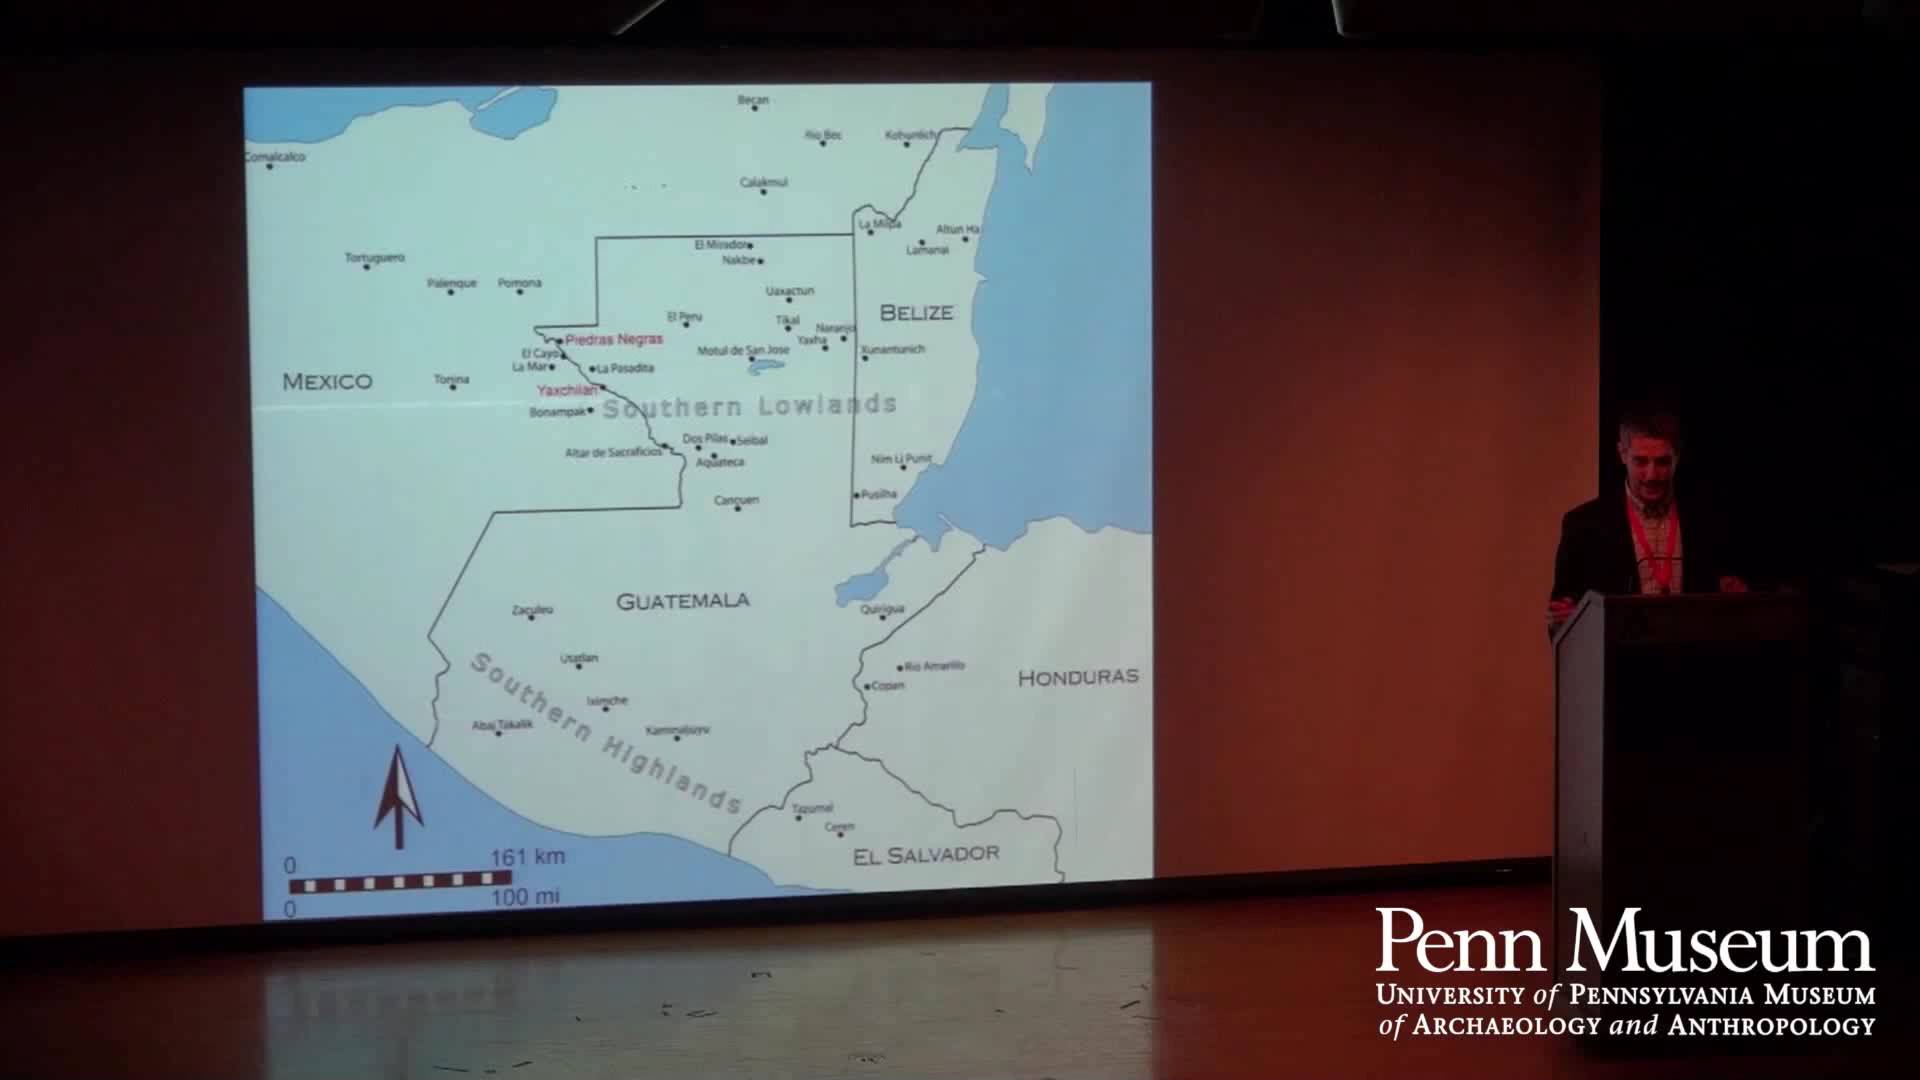 Becan
Rio Bec
Kohunlich
Comalcalco
Calakmul
La Milpa
Altun Ha
Lamanai
El Mirador
Nakbe
Tortuguero
Palenque
Pomona
Uaxactun
BELIZE
El Peru
Tikal
Naranjo
Yaxha
Piedras Negras
El Cayo
Motul de San Jose
Xunantunich
La Mar
La Pasadita
MEXICO
Tonina
Yaxchilan
Bonampak
Southern Lowlands
Dos Pilas
Seibal
Altar de Sacraficios
Aquateca
Nim Li Punit
Pusilha
Cancuen
GUATEMALA
Zaculeu
Quirigua
Utatlan
Rio Amarillo
Copan
HONDURAS
Southern Highlands
Iximche
Abaj Takalik
Kaminaljuyu
Tazumal
Ceren
EL SALVADOR
0 161 km
0 100 mi
Penn Museum
UNIVERSITY of PENNSYLVANIA MUSEUM
of ARCHAEOLOGY and ANTHROPOLOGY